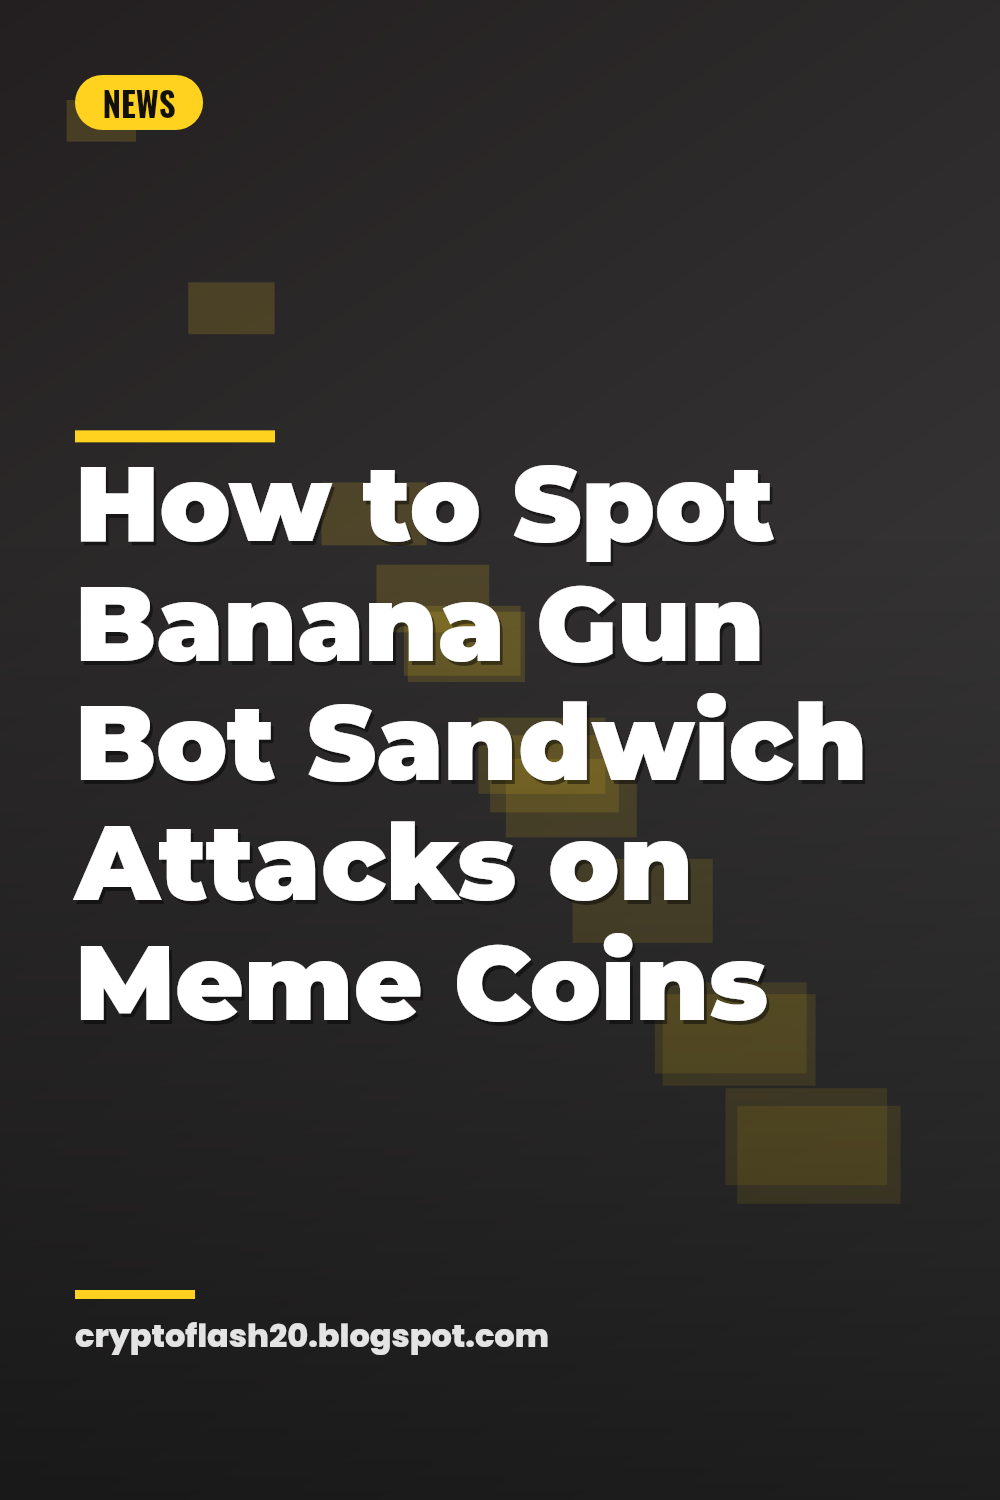 NEWS
How to Spot
Banana Gun
Bot Sandwich
Attacks on
Meme Coins
cryptoflash20.blogspot.com